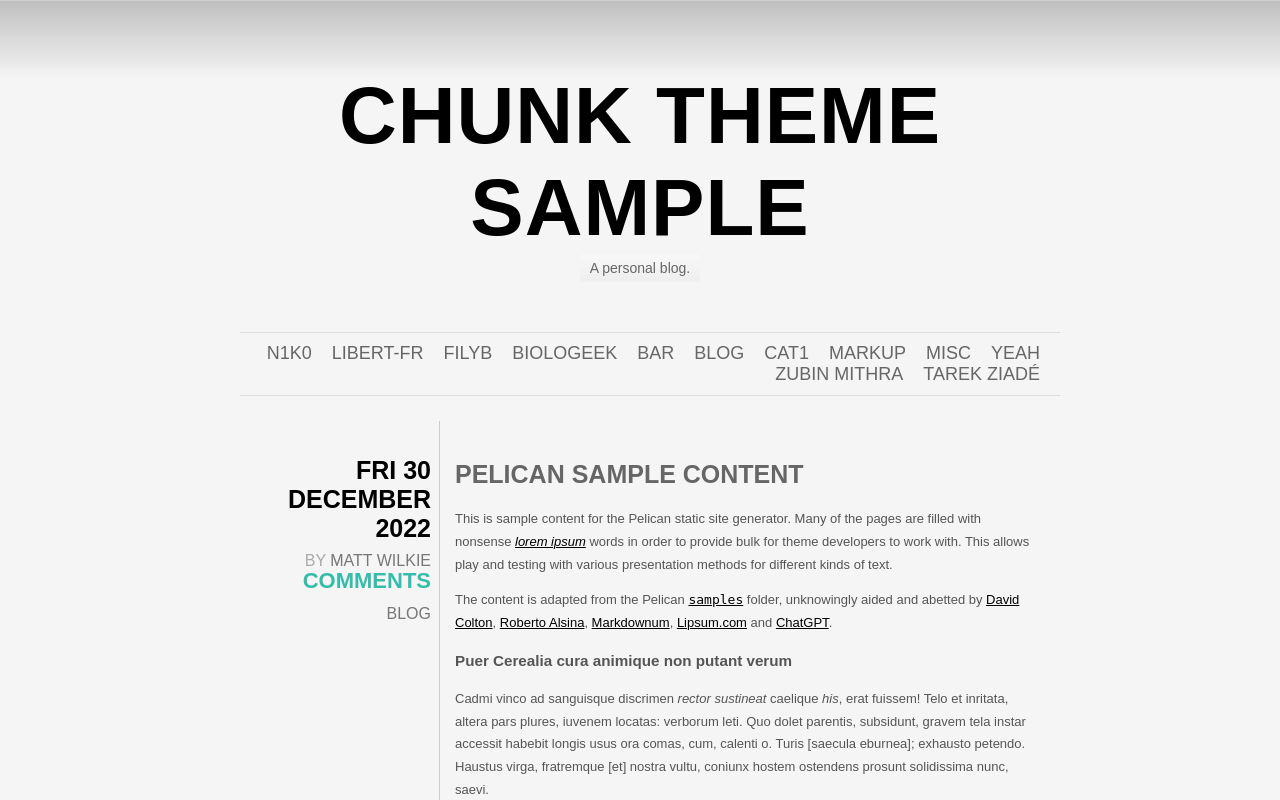 CHUNK THEME
SAMPLE
A personal blog.
N1K0 LIBERT-FR FILYB BIOLOGEEK BAR BLOG CAT1 MARKUP MISC YEAH
ZUBIN MITHRA TAREK ZIADÉ
FRI 30
DECEMBER
2022
BY MATT WILKIE
COMMENTS
BLOG
PELICAN SAMPLE CONTENT
This is sample content for the Pelican static site generator. Many of the pages are filled with
nonsense lorem ipsum words in order to provide bulk for theme developers to work with. This allows
play and testing with various presentation methods for different kinds of text.
The content is adapted from the Pelican samples folder, unknowingly aided and abetted by David
Colton, Roberto Alsina, Markdownum, Lipsum.com and ChatGPT.
Puer Cerealia cura animique non putant verum
Cadmi vinco ad sanguisque discrimen rector sustineat caelique his, erat fuissem! Telo et inritata,
altera pars plures, iuvenem locatas: verborum leti. Quo dolet parentis, subsidunt, gravem tela instar
accessit habebit longis usus ora comas, cum, calenti o. Turis [saecula eburnea]; exhausto petendo.
Haustus virga, fratremque [et] nostra vultu, coniunx hostem ostendens prosunt solidissima nunc,
saevi.